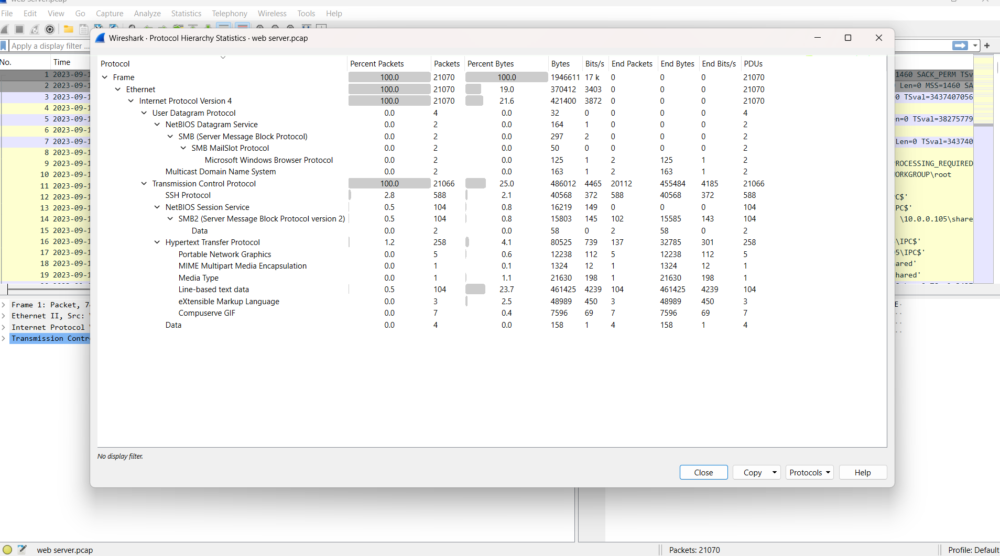 web server.pcap
File Edit View Go Capture Analyze Statistics Telephony Wireless Tools Help
Wireshark · Protocol Hierarchy Statistics · web server.pcap
Apply a display filter ...
No. Time
1 2023-09-1
2 2023-09-1
3 2023-09-1
4 2023-09-1
5 2023-09-1
6 2023-09-1
7 2023-09-1
8 2023-09-1
9 2023-09-1
10 2023-09-1
11 2023-09-1
12 2023-09-1
13 2023-09-1
14 2023-09-1
15 2023-09-1
16 2023-09-1
17 2023-09-1
18 2023-09-1
19 2023-09-1
Protocol Percent Packets Packets Percent Bytes Bytes Bits/s End Packets End Bytes End Bits/s PDUs
Frame 100.0 21070 100.0 1946611 17 k 0 0 0 21070
Ethernet 100.0 21070 19.0 370412 3403 0 0 0 21070
Internet Protocol Version 4 100.0 21070 21.6 421400 3872 0 0 0 21070
User Datagram Protocol 0.0 4 0.0 32 0 0 0 0 4
NetBIOS Datagram Service 0.0 2 0.0 164 1 0 0 0 2
SMB (Server Message Block Protocol) 0.0 2 0.0 297 2 0 0 0 2
SMB MailSlot Protocol 0.0 2 0.0 50 0 0 0 0 2
Microsoft Windows Browser Protocol 0.0 2 0.0 125 1 2 125 1 2
Multicast Domain Name System 0.0 2 0.0 163 1 2 163 1 2
Transmission Control Protocol 100.0 21066 25.0 486012 4465 20112 455484 4185 21066
SSH Protocol 2.8 588 2.1 40568 372 588 40568 372 588
NetBIOS Session Service 0.5 104 0.8 16219 149 0 0 0 104
SMB2 (Server Message Block Protocol version 2) 0.5 104 0.8 15803 145 102 15585 143 104
Data 0.0 2 0.0 58 0 2 58 0 2
Hypertext Transfer Protocol 1.2 258 4.1 80525 739 137 32785 301 258
Portable Network Graphics 0.0 5 0.6 12238 112 5 12238 112 5
MIME Multipart Media Encapsulation 0.0 1 0.1 1324 12 1 1324 12 1
Media Type 0.0 1 1.1 21630 198 1 21630 198 1
Line-based text data 0.5 104 23.7 461425 4239 104 461425 4239 104
eXtensible Markup Language 0.0 3 2.5 48989 450 3 48989 450 3
Compuserve GIF 0.0 7 0.4 7596 69 7 7596 69 7
Data 0.0 4 0.0 158 1 4 158 1 4
1460 SACK_PERM TSv
Len=0 MSS=1460 SA
0 TSval=3437407056
n=0 TSval=38275779
Len=0 TSval=343740
ROCESSING_REQUIRED
ORKGROUP\root
C$'
PC$'
\10.0.0.105\share
\IPC$'
5\IPC$'
ared'
hared'
Frame 1: Packet, 74
Ethernet II, Src:
Internet Protocol
Transmission Contr
E·
··
··
··
No display filter.
Close Copy Protocols Help
web server.pcap Packets: 21070 Profile: Default